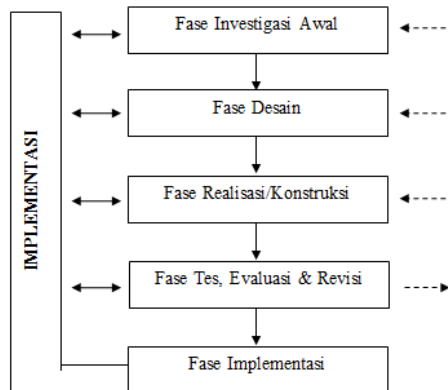 Fase Investigasi Awal
Fase Desain
Fase Realisasi/Konstruksi
Fase Tes, Evaluasi & Revisi
Fase Implementasi
IMPLEMENTASI